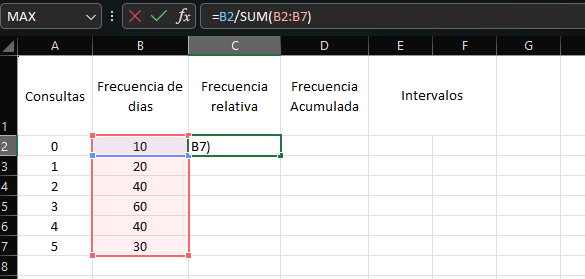 MAX fx =B2/SUM(B2:B7)
A B C D E F G
1 Consultas Frecuencia de dias Frecuencia relativa Frecuencia Acumulada Intervalos
2 0 10 B7)
3 1 20
4 2 40
5 3 60
6 4 40
7 5 30
8